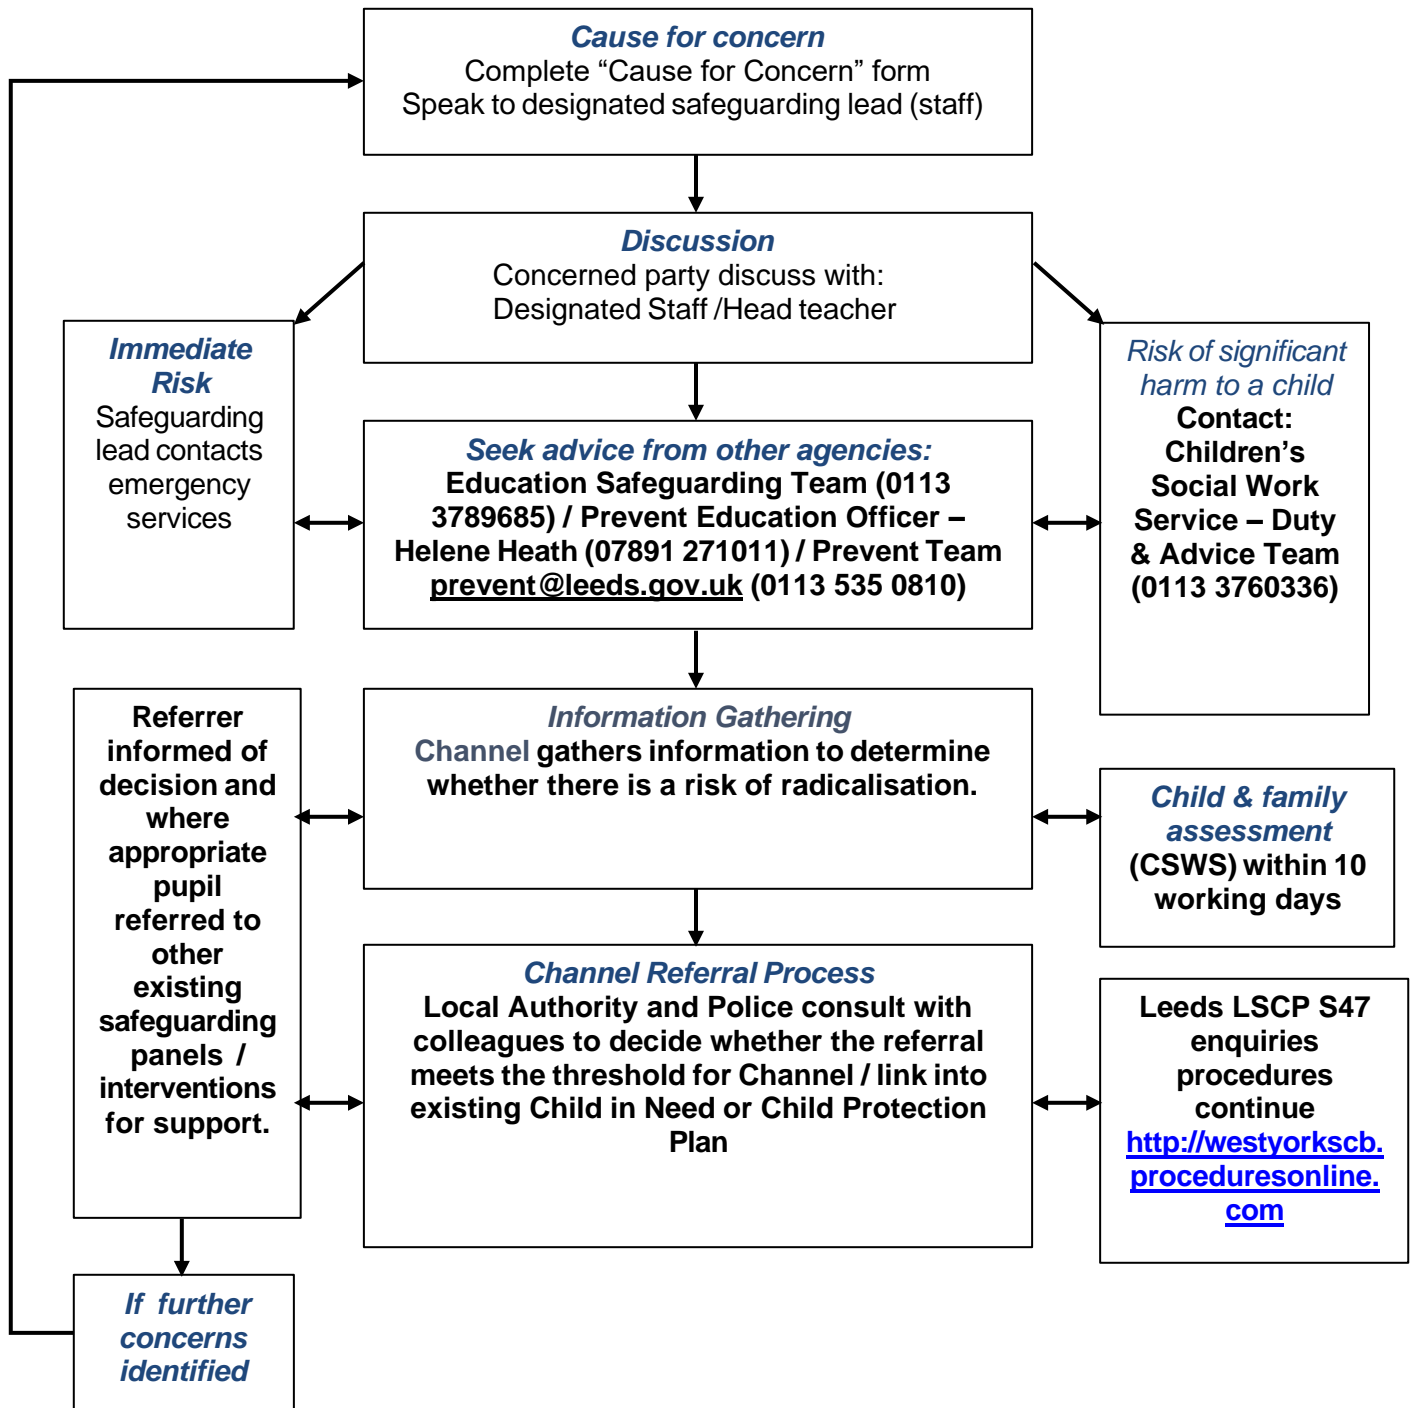 Cause for concern
Complete “Cause for Concern” form
Speak to designated safeguarding lead (staff)
Discussion
Concerned party discuss with:
Designated Staff /Head teacher
Immediate
Risk
Safeguarding
lead contacts
emergency
services
Seek advice from other agencies:
Education Safeguarding Team (0113
3789685) / Prevent Education Officer –
Helene Heath (07891 271011) / Prevent Team
prevent@leeds.gov.uk (0113 535 0810)
Risk of significant
harm to a child
Contact:
Children’s
Social Work
Service – Duty
& Advice Team
(0113 3760336)
Referrer
informed of
decision and
where
appropriate
pupil
referred to
other
existing
safeguarding
panels /
interventions
for support.
Information Gathering
Channel gathers information to determine
whether there is a risk of radicalisation.
Child & family
assessment
(CSWS) within 10
working days
Channel Referral Process
Local Authority and Police consult with
colleagues to decide whether the referral
meets the threshold for Channel / link into
existing Child in Need or Child Protection
Plan
Leeds LSCP S47
enquiries
procedures
continue
http://westyorkscb.
proceduresonline.
com
If further
concerns
identified